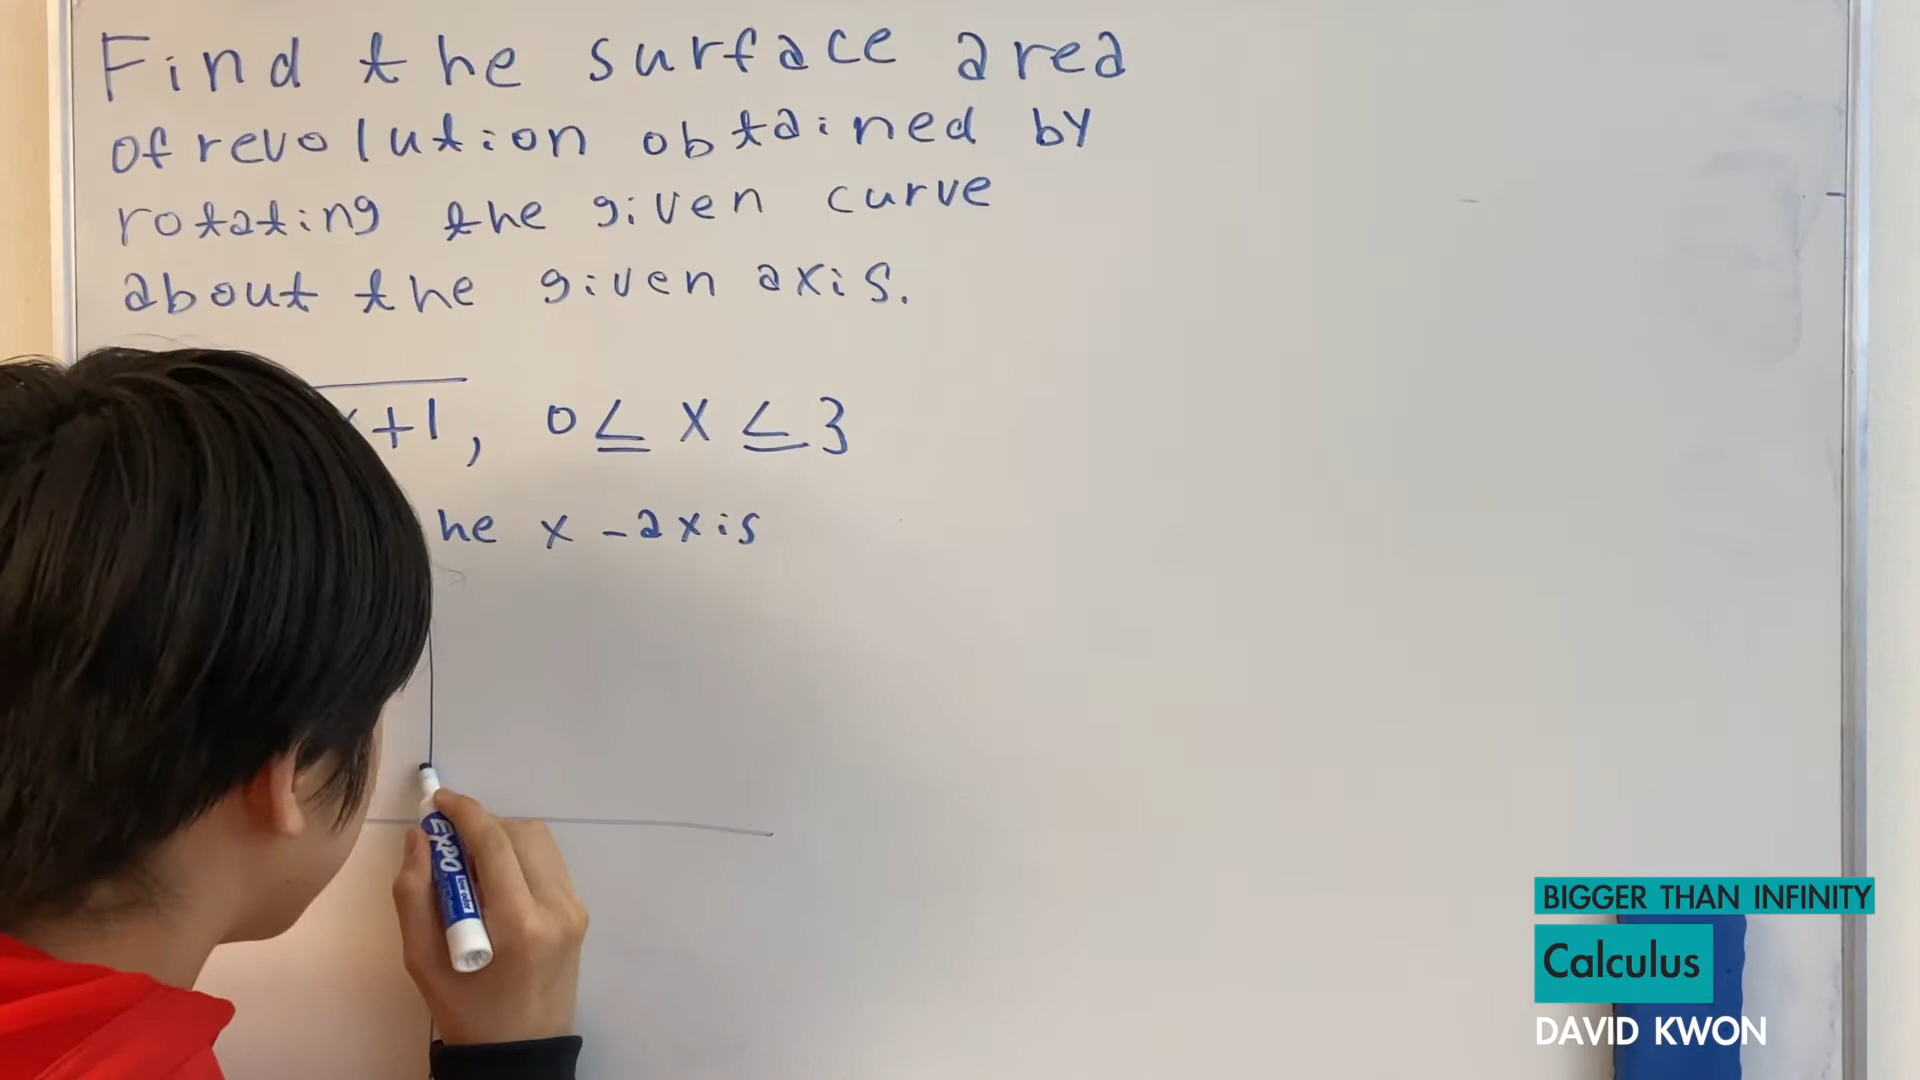 Find the surface area
of revolution obtained by
rotating the given curve
about the given axis.
+1, 0 ≤ x ≤ 3
he x-axis
EXPO
BIGGER THAN INFINITY
Calculus
DAVID KWON